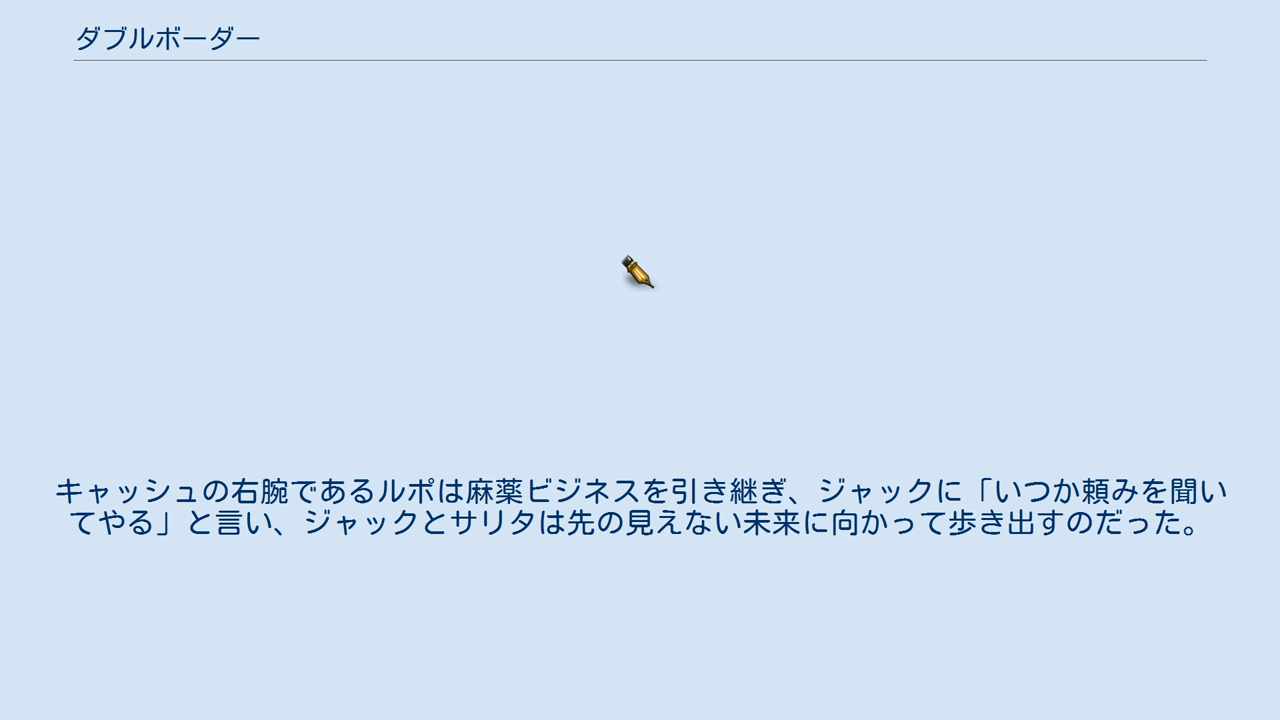 ダブルボーダー
キャッシュの右腕であるルポは麻薬ビジネスを引き継ぎ、ジャックに「いつか頼みを聞い
てやる」と言い、ジャックとサリタは先の見えない未来に向かって歩き出すのだった。